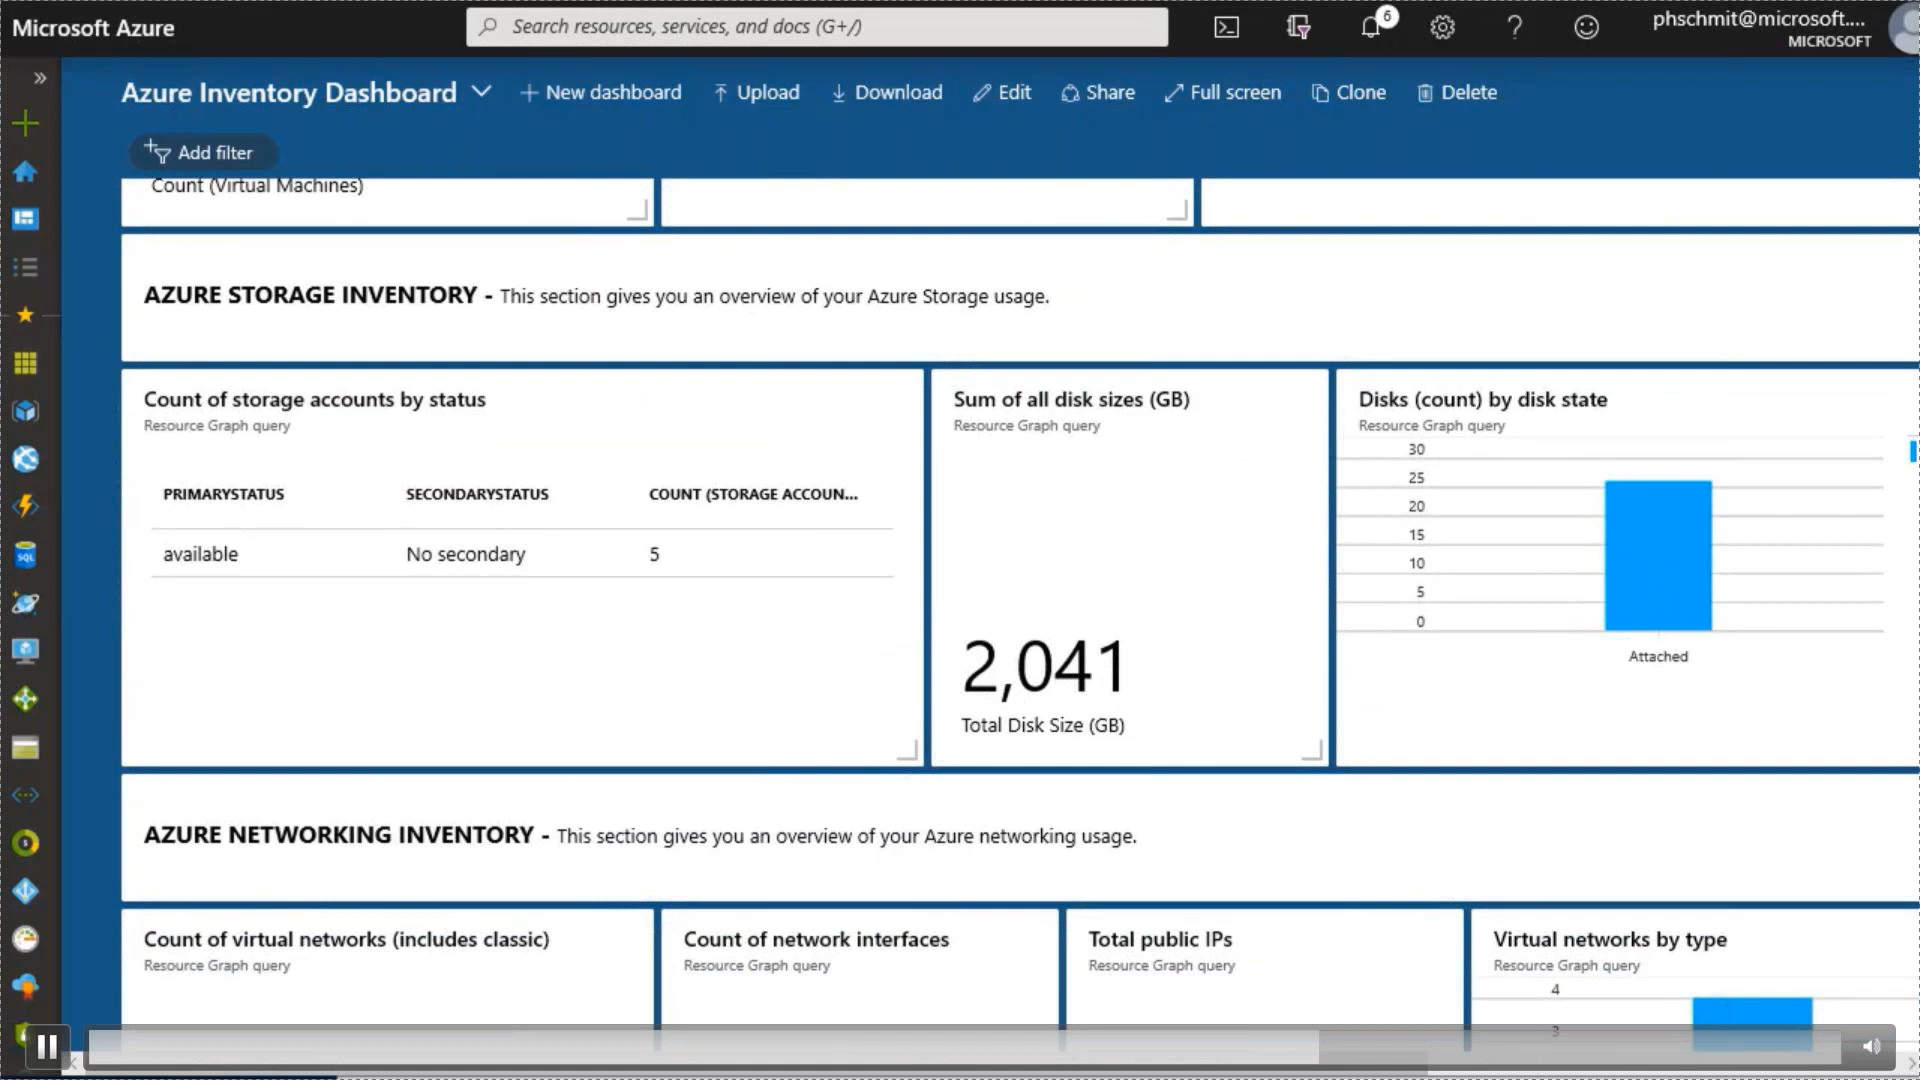 Microsoft Azure
Search resources, services, and docs (G+/)
6
phschmit@microsoft....
MICROSOFT
Azure Inventory Dashboard
New dashboard
Upload
Download
Edit
Share
Full screen
Clone
Delete
Add filter
Count (Virtual Machines)
AZURE STORAGE INVENTORY - This section gives you an overview of your Azure Storage usage.
Count of storage accounts by status
Resource Graph query
PRIMARYSTATUS SECONDARYSTATUS COUNT (STORAGE ACCOUN...
available No secondary 5
Sum of all disk sizes (GB)
Resource Graph query
2,041
Total Disk Size (GB)
Disks (count) by disk state
Resource Graph query
30
25
20
15
10
5
0
Attached
SQL
AZURE NETWORKING INVENTORY - This section gives you an overview of your Azure networking usage.
Count of virtual networks (includes classic)
Resource Graph query
Count of network interfaces
Resource Graph query
Total public IPs
Resource Graph query
Virtual networks by type
Resource Graph query
4
3